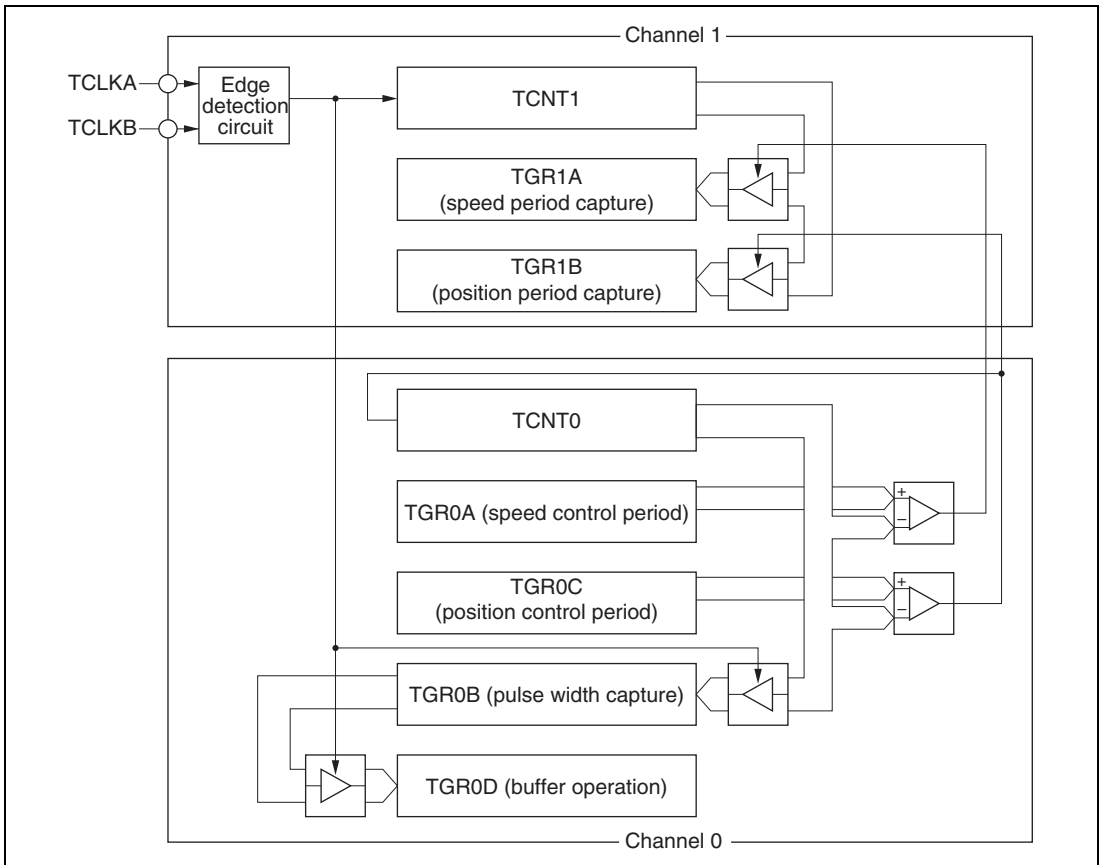 Channel 1
TCLKA
TCLKB
Edge
detection
circuit
TCNT1
TGR1A
(speed period capture)
TGR1B
(position period capture)
TCNT0
TGR0A (speed control period)
+
−
TGR0C
(position control period)
+
−
TGR0B (pulse width capture)
TGR0D (buffer operation)
Channel 0